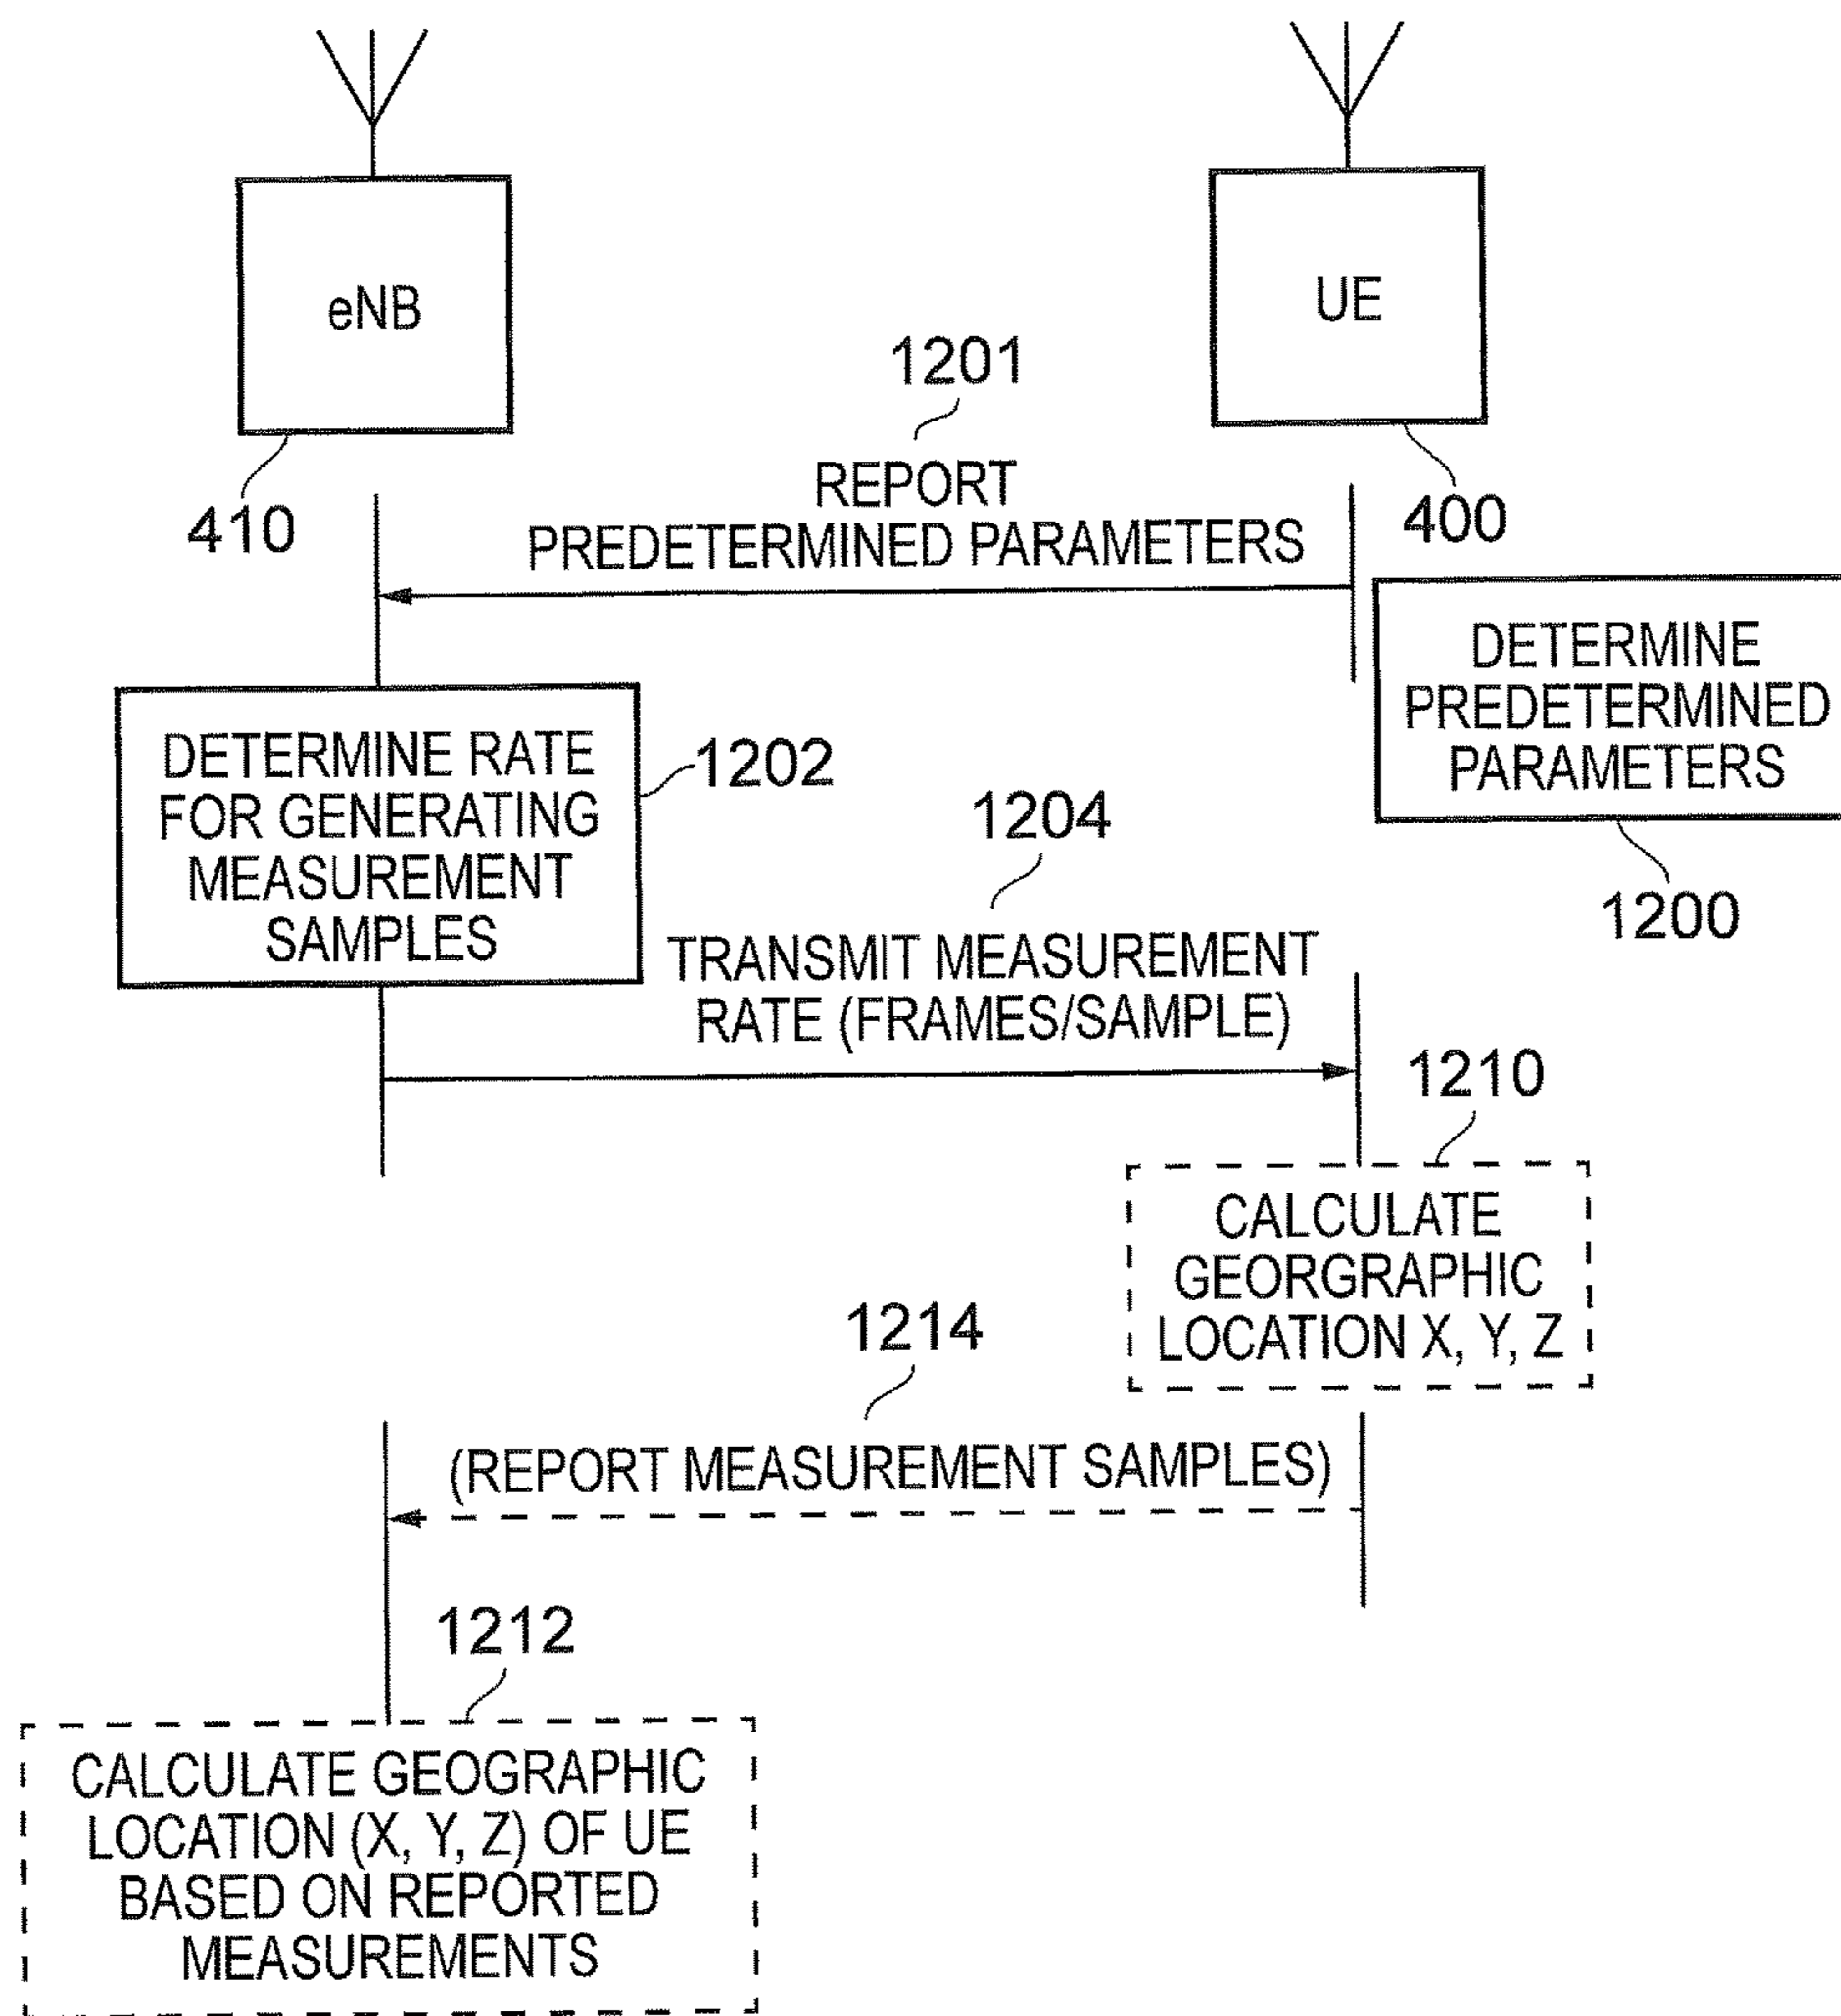 eNB
UE
1201
410
REPORT
PREDETERMINED PARAMETERS
400
DETERMINE
PREDETERMINED
PARAMETERS
1200
DETERMINE RATE
FOR GENERATING
MEASUREMENT
SAMPLES
1202
1204
TRANSMIT MEASUREMENT
RATE (FRAMES/SAMPLE)
1210
CALCULATE
GEORGRAPHIC
LOCATION X, Y, Z
1214
(REPORT MEASUREMENT SAMPLES)
1212
CALCULATE GEOGRAPHIC
LOCATION (X, Y, Z) OF UE
BASED ON REPORTED
MEASUREMENTS